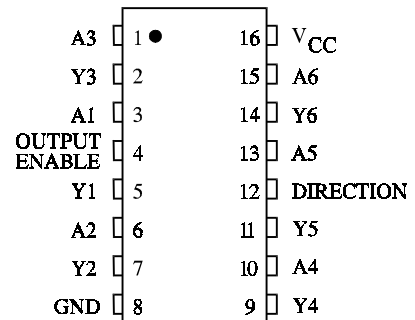 A3 1 16 VCC
Y3 2 15 A6
A1 3 14 Y6
OUTPUT
ENABLE 4 13 A5
Y1 5 12 DIRECTION
A2 6 11 Y5
Y2 7 10 A4
GND 8 9 Y4